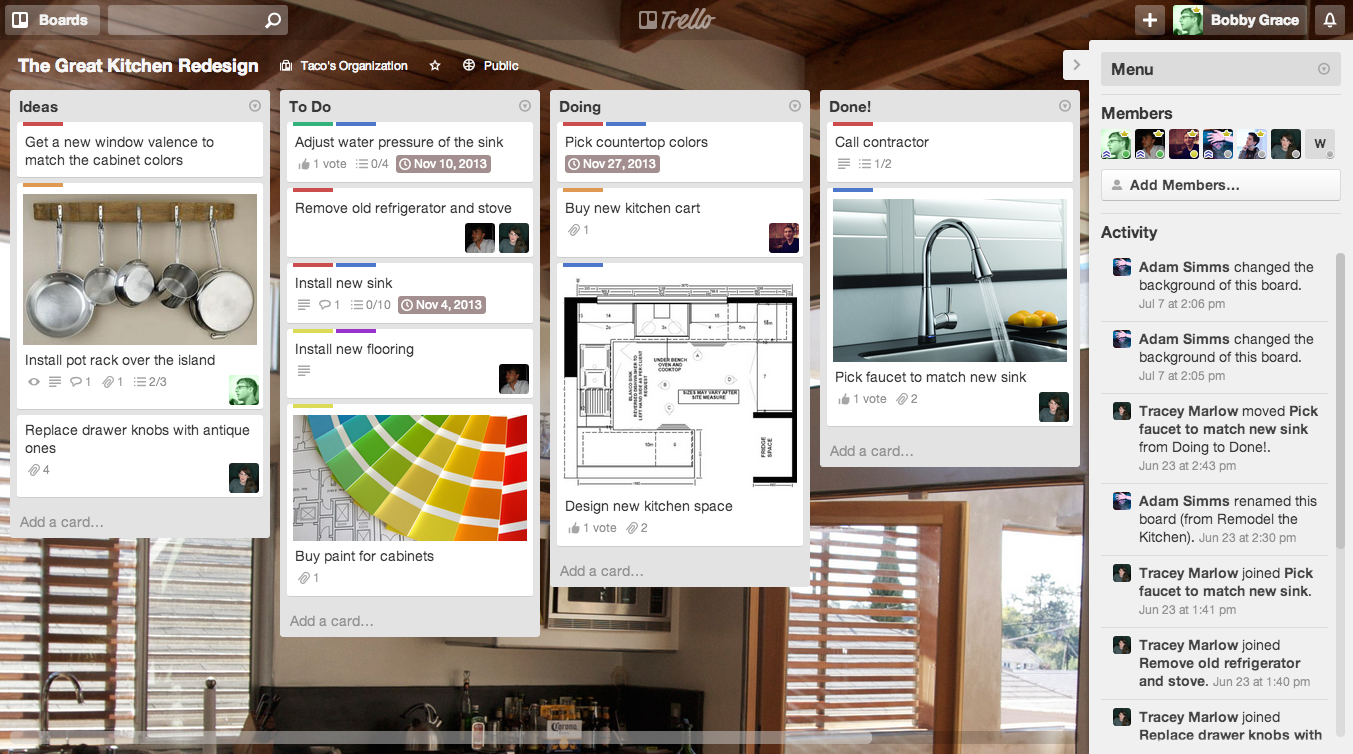 Boards
Trello
Bobby Grace
The Great Kitchen Redesign
Taco's Organization
Public
Ideas
Get a new window valence to
match the cabinet colors
Install pot rack over the island
1 1 2/3
Replace drawer knobs with antique
ones
4
Add a card…
To Do
Adjust water pressure of the sink
1 vote 0/4 Nov 10, 2013
Remove old refrigerator and stove
Install new sink
1 0/10 Nov 4, 2013
Install new flooring
Buy paint for cabinets
1
Add a card…
Doing
Pick countertop colors
Nov 27, 2013
Buy new kitchen cart
1
UNDER BENCH
OVEN AND
COOKTOP
SIZES MAY VARY AFTER
SITE MEASURE
FRIDGE
SPACE
Design new kitchen space
1 vote 2
Add a card…
Done!
Call contractor
1/2
Pick faucet to match new sink
1 vote 2
Add a card…
Menu
Members
W
Add Members…
Activity
Adam Simms changed the
background of this board.
Jul 7 at 2:06 pm
Adam Simms changed the
background of this board.
Jul 7 at 2:05 pm
Tracey Marlow moved Pick
faucet to match new sink
from Doing to Done!.
Jun 23 at 2:43 pm
Adam Simms renamed this
board (from Remodel the
Kitchen). Jun 23 at 2:30 pm
Tracey Marlow joined Pick
faucet to match new sink.
Jun 23 at 1:41 pm
Tracey Marlow joined
Remove old refrigerator
and stove. Jun 23 at 1:40 pm
Tracey Marlow joined
Replace drawer knobs with
Corona